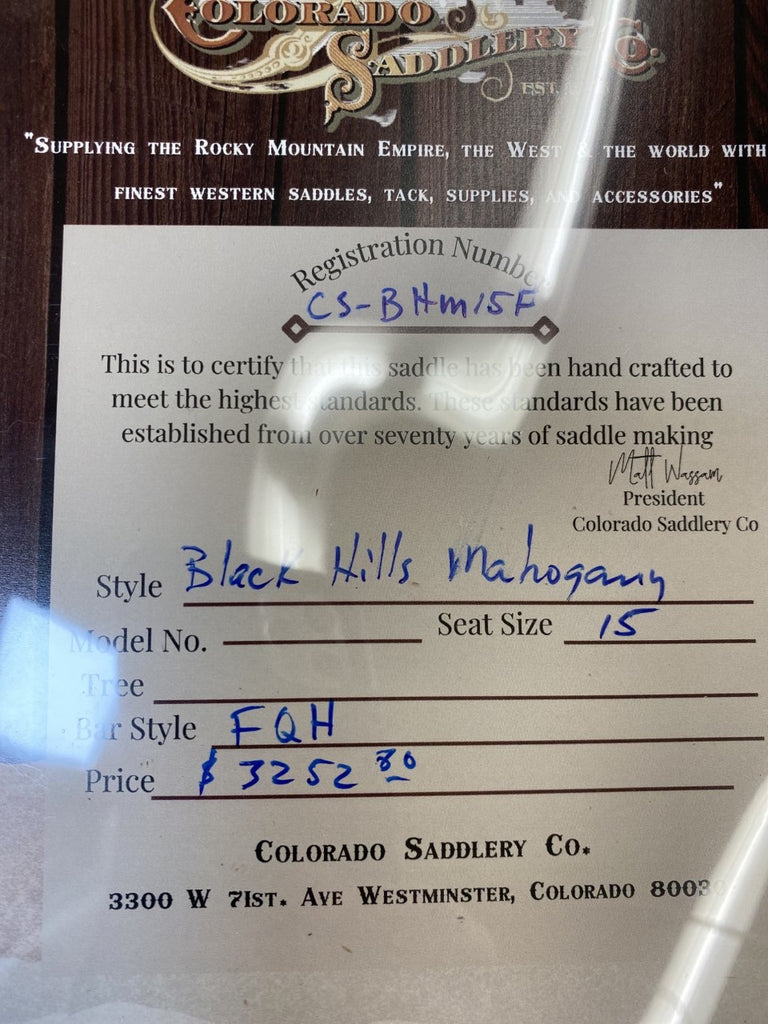 COLORADO
SADDLERY CO.
EST.
"SUPPLYING THE ROCKY MOUNTAIN EMPIRE, THE WEST & THE WORLD WITH
FINEST WESTERN SADDLES, TACK, SUPPLIES, AND ACCESSORIES"
Registration Number
CS-BHM15F
This is to certify that this saddle has been hand crafted to
meet the highest standards. These standards have been
established from over seventy years of saddle making
Matt Wassam
President
Colorado Saddlery Co
Style Black Hills Mahogany
Model No. Seat Size 15
Tree
Bar Style FQH
Price $3252 80
COLORADO SADDLERY CO.
3300 W 71ST. AVE WESTMINSTER, COLORADO